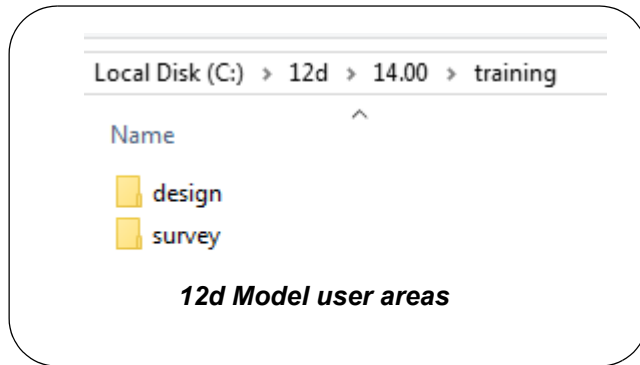 Local Disk (C:) > 12d > 14.00 > training
Name
design
survey
12d Model user areas